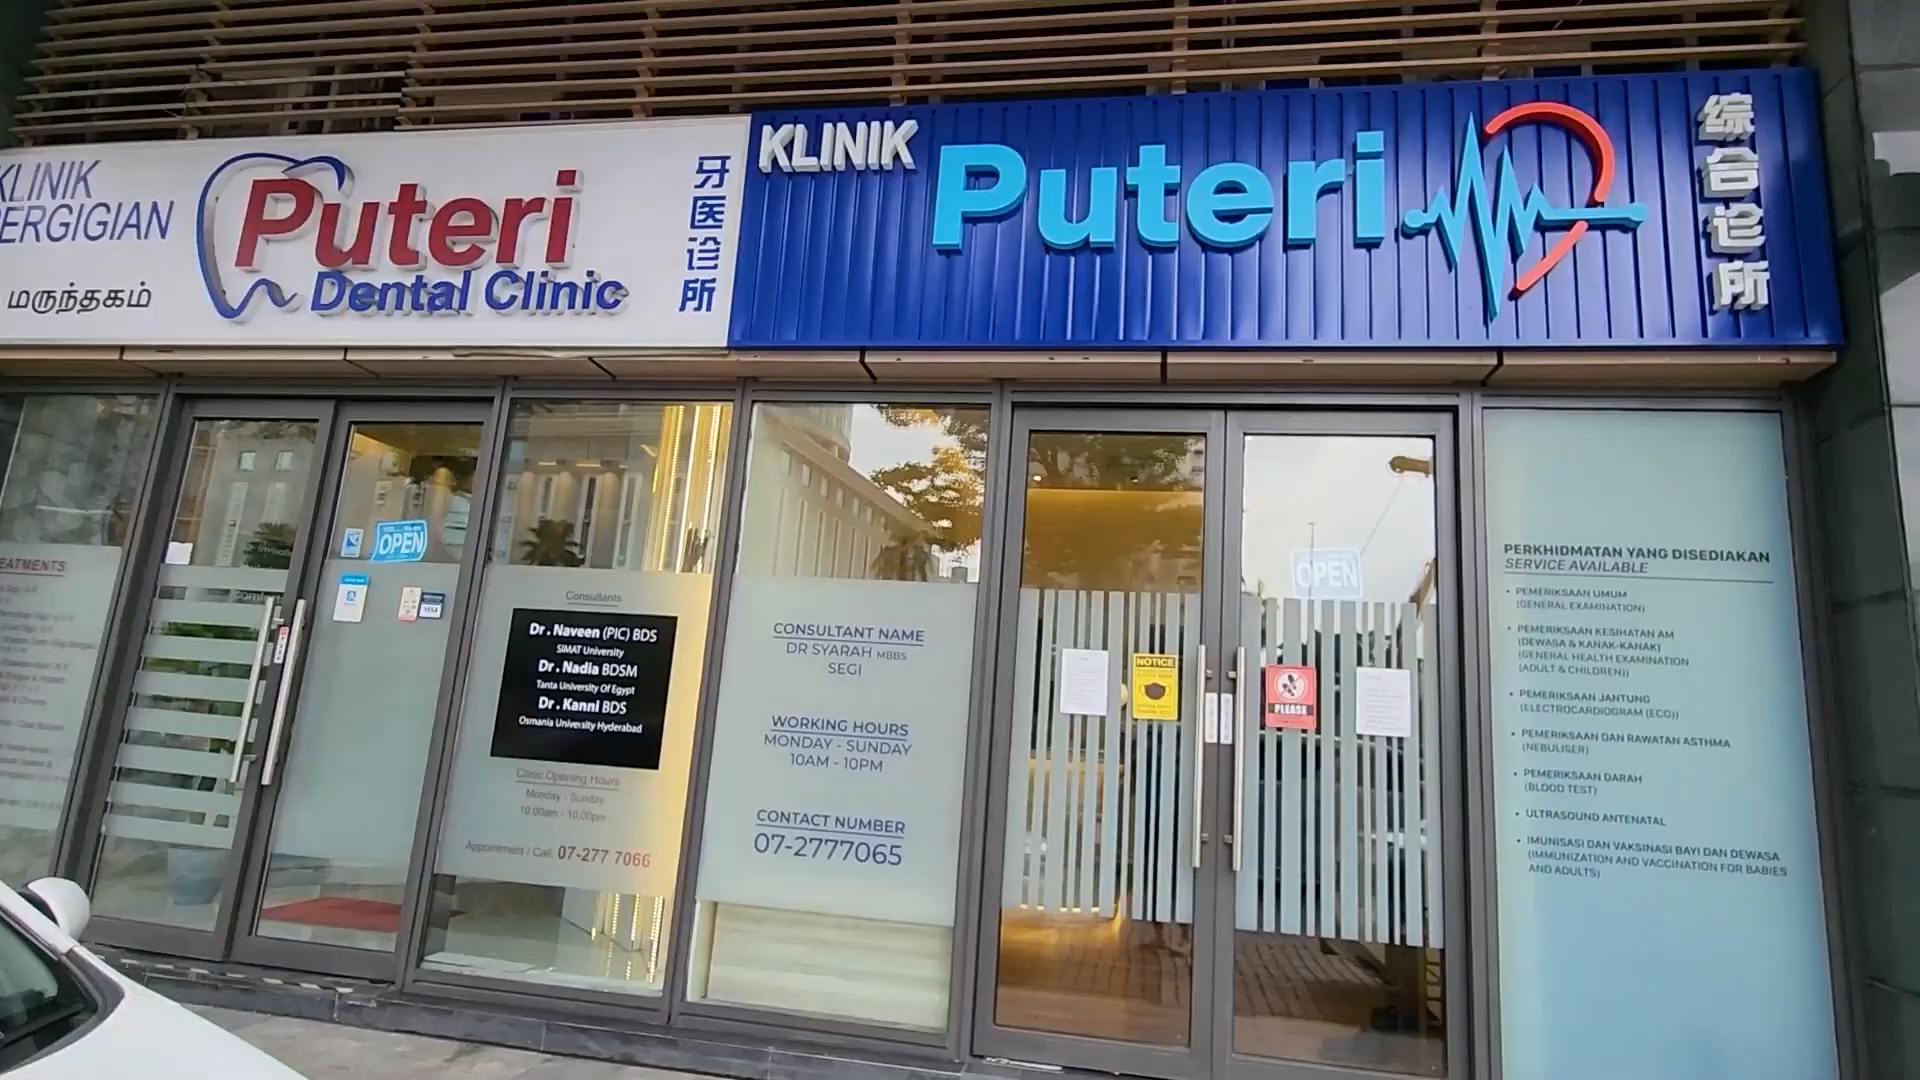 KLINIK
PERGIGIAN
மருந்தகம்
Puteri
Dental Clinic
牙医诊所
KLINIK
Puteri
综合诊所
EATMENTS
OPEN
VISA
Consultants
Dr. Naveen (PIC) BDS
SIMAT University
Dr. Nadia BDSM
Tanta University Of Egypt
Dr. Kanni BDS
Osmania University Hyderabad
Clinic Opening Hours
Monday - Sunday
10.00am - 10.00pm
Appointment / Call: 07-277 7066
CONSULTANT NAME
DR SYARAH MBBS
SEGI
WORKING HOURS
MONDAY - SUNDAY
10AM - 10PM
CONTACT NUMBER
07-2777065
NOTICE
OPEN
PLEASE
PERKHIDMATAN YANG DISEDIAKAN
SERVICE AVAILABLE
• PEMERIKSAAN UMUM
(GENERAL EXAMINATION)
• PEMERIKSAAN KESIHATAN AM
(DEWASA & KANAK-KANAK)
(GENERAL HEALTH EXAMINATION
(ADULT & CHILDREN))
• PEMERIKSAAN JANTUNG
(ELECTROCARDIOGRAM (ECG))
• PEMERIKSAAN DAN RAWATAN ASTHMA
(NEBULISER)
• PEMERIKSAAN DARAH
(BLOOD TEST)
• ULTRASOUND ANTENATAL
• IMUNISASI DAN VAKSINASI BAYI DAN DEWASA
(IMMUNIZATION AND VACCINATION FOR BABIES
AND ADULTS)